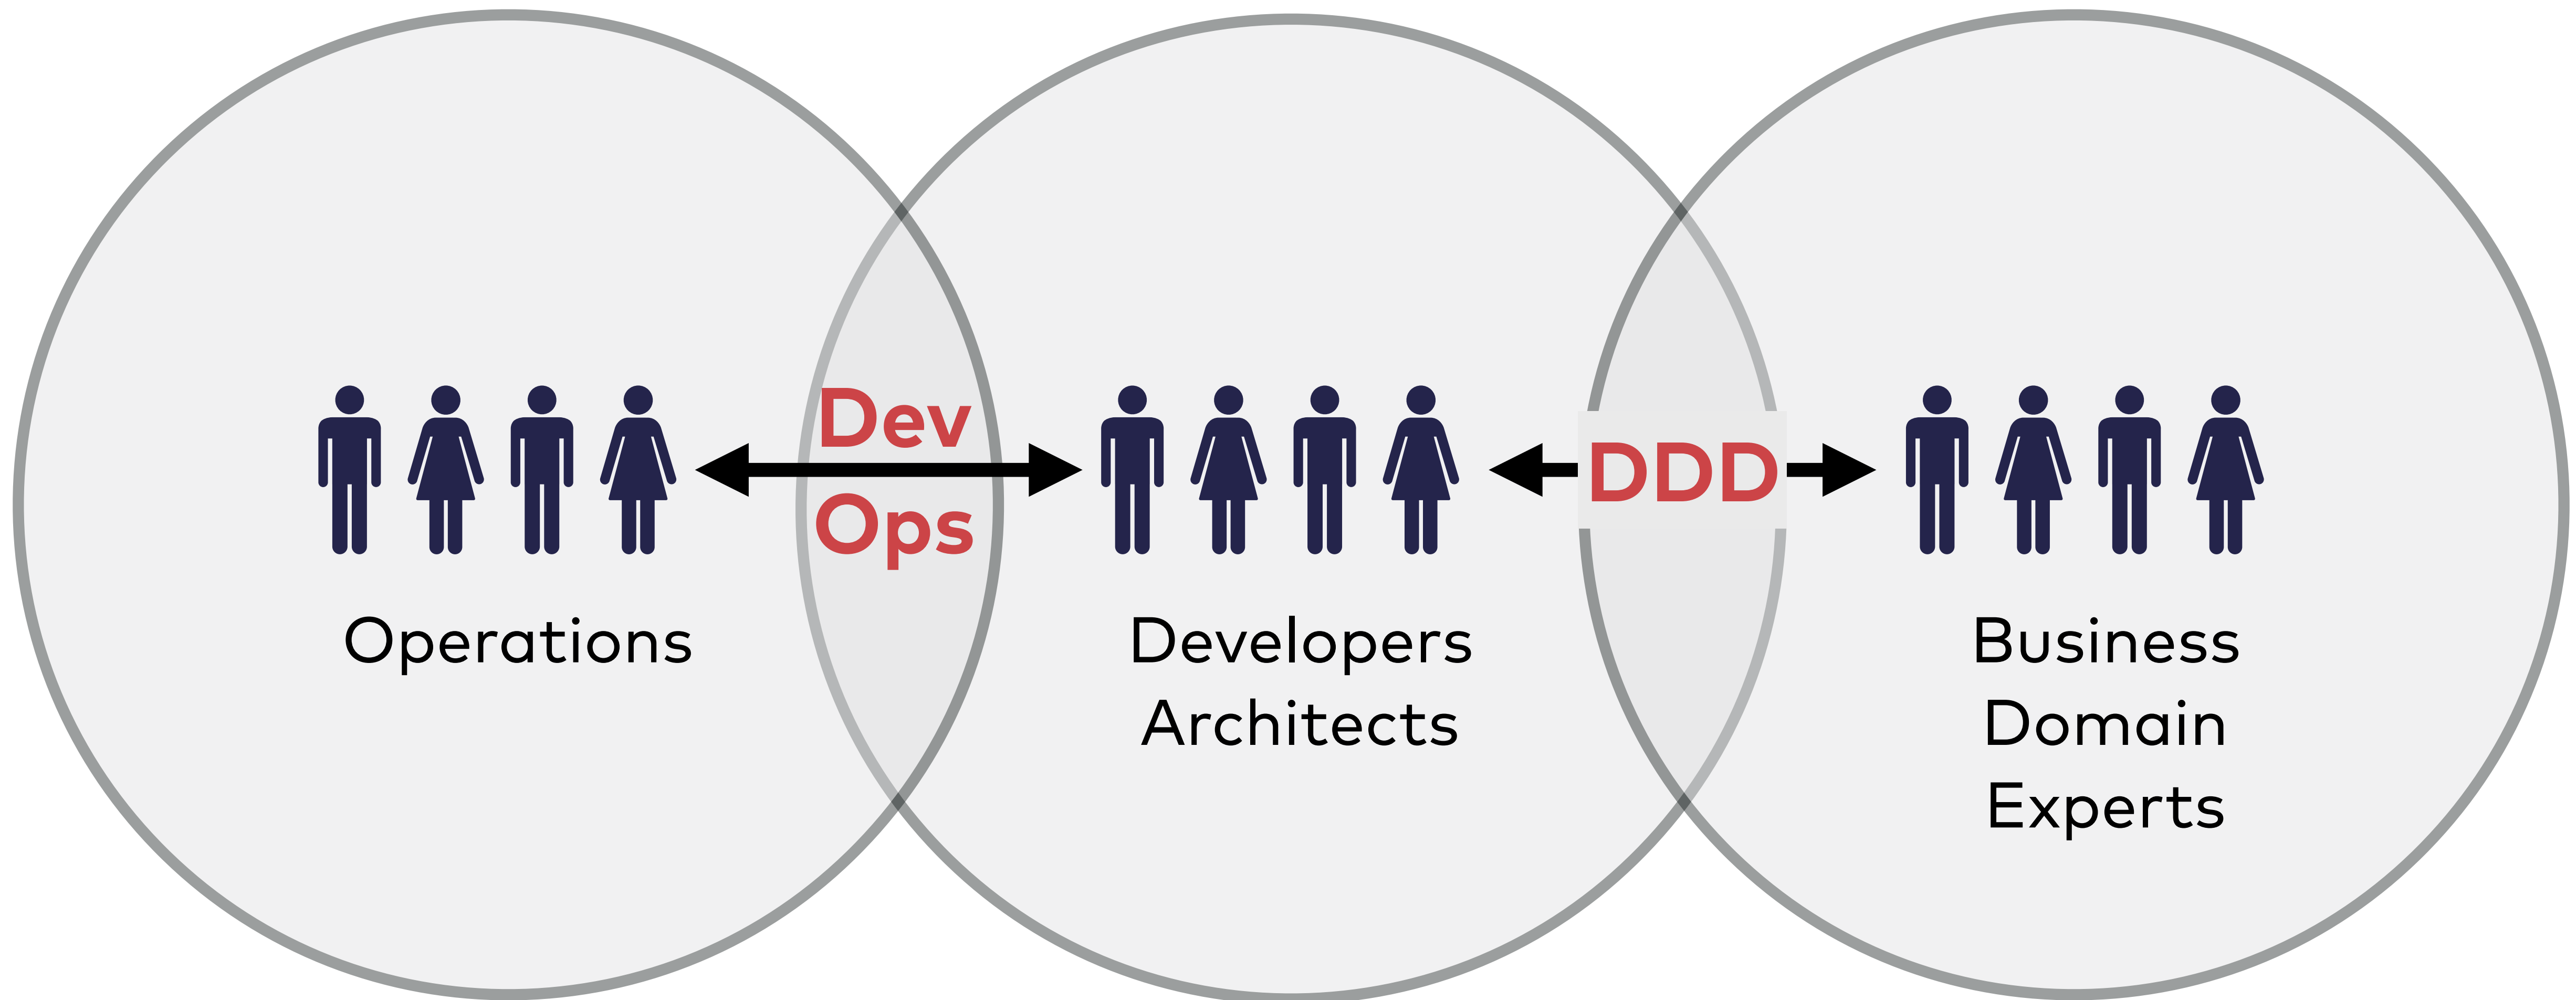 Dev
Ops
DDD
Operations
Developers
Architects
Business
Domain
Experts